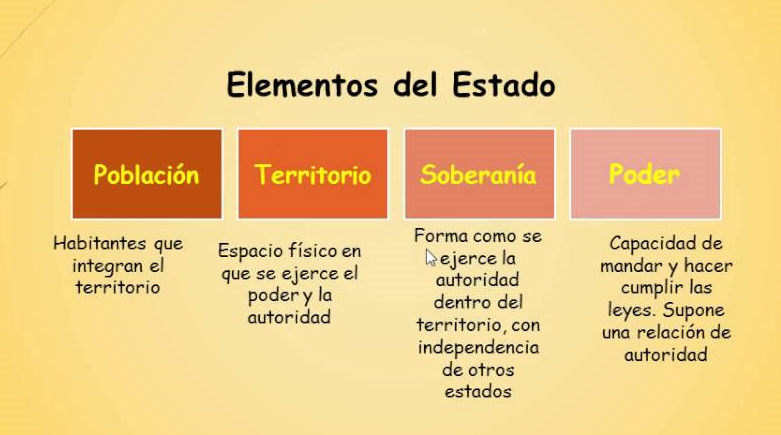 Elementos del Estado
Población
Territorio
Soberanía
Poder
Habitantes que
integran el
territorio
Espacio físico en
que se ejerce el
poder y la
autoridad
Forma como se
ejerce la
autoridad
dentro del
territorio, con
independencia
de otros
estados
Capacidad de
mandar y hacer
cumplir las
leyes. Supone
una relación de
autoridad